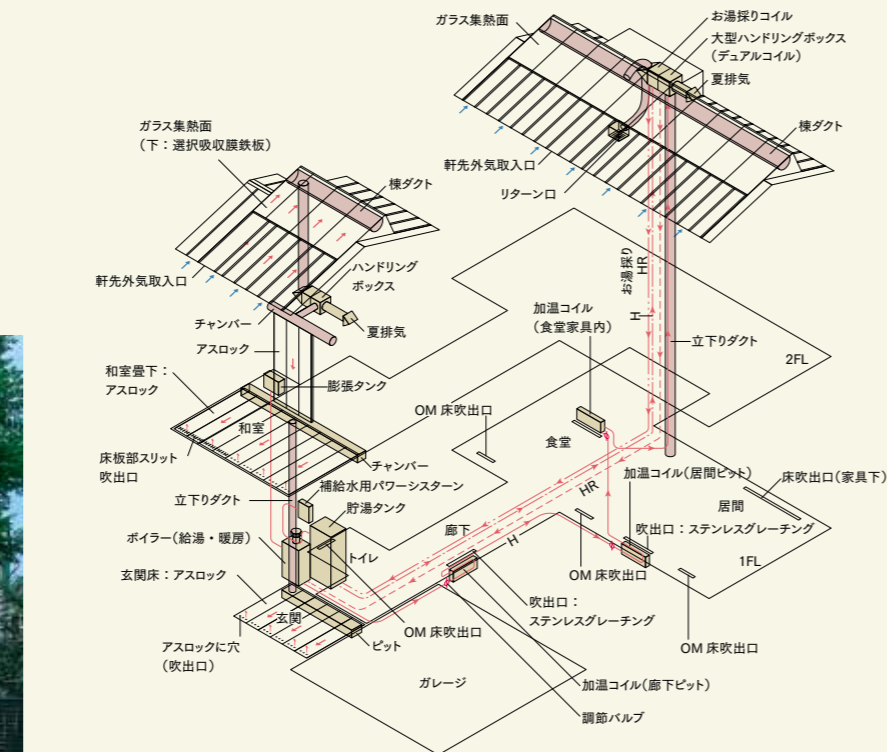 ガラス集熱面
お湯採りコイル
大型ハンドリングボックス
(デュアルコイル)
夏排気
棟ダクト
軒先外気取入口
リターン口
ガラス集熱面
(下：選択吸収膜鉄板)
棟ダクト
軒先外気取入口
ハンドリング
ボックス
チャンバー
夏排気
アスロック
和室畳下：
アスロック
膨張タンク
和室
床板部スリット
吹出口
チャンバー
立下りダクト
補給水用パワーシスターン
貯湯タンク
ボイラー(給湯・暖房)
トイレ
玄関床：アスロック
玄関
アスロックに穴
(吹出口)
ピット
OM 床吹出口
お湯採り
HR
H
立下りダクト
2FL
加温コイル
(食堂家具内)
OM 床吹出口
食堂
加温コイル(居間ピット)
居間
床吹出口(家具下)
HR
廊下
H
吹出口：ステンレスグレーチング
OM 床吹出口
1FL
吹出口：
ステンレスグレーチング
OM 床吹出口
ガレージ
加温コイル(廊下ピット)
調節バルブ